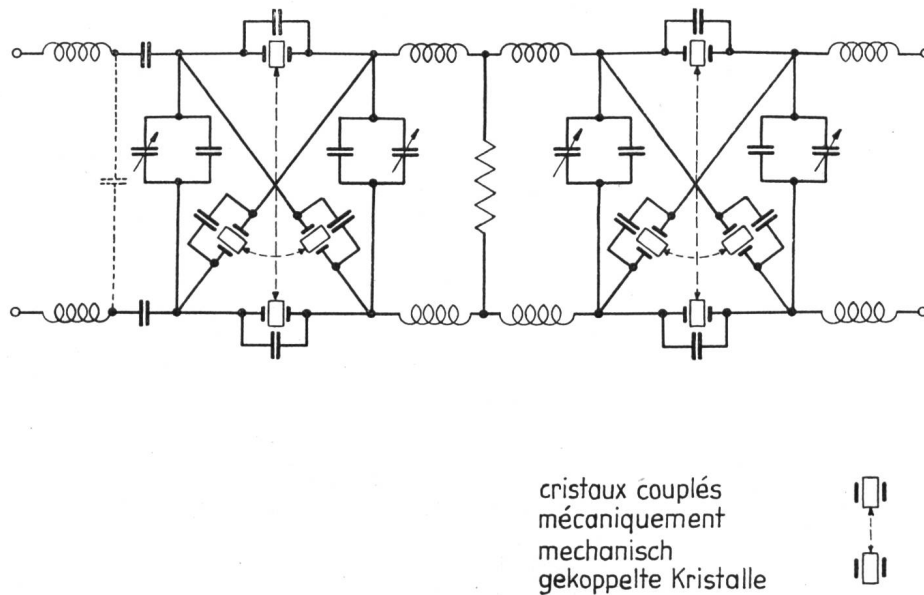 cristaux couplés
mécaniquement
mechanisch
gekoppelte Kristalle